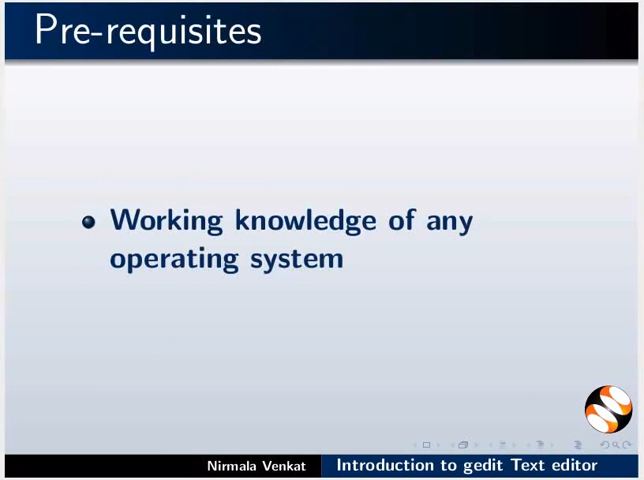 Pre-requisites
Working knowledge of any
operating system
Nirmala Venkat
Introduction to gedit Text editor